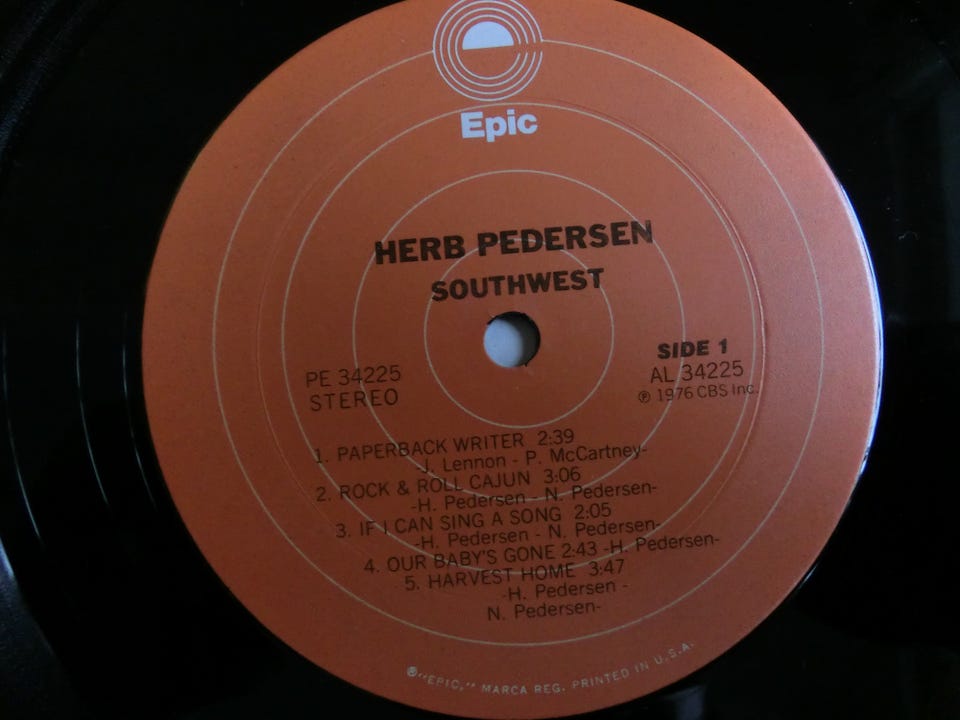 Epic
HERB PEDERSEN
SOUTHWEST
SIDE 1
AL 34225
℗ 1976 CBS Inc.
PE 34225
STEREO
1. PAPERBACK WRITER 2:39
-J. Lennon - P. McCartney-
2. ROCK & ROLL CAJUN 3:06
-H. Pedersen - N. Pedersen-
3. IF I CAN SING A SONG 2:05
-H. Pedersen - N. Pedersen-
4. OUR BABY'S GONE 2:43 -H. Pedersen-
5. HARVEST HOME 3:47
-H. Pedersen -
N. Pedersen-
® "EPIC," MARCA REG. PRINTED IN U.S.A.